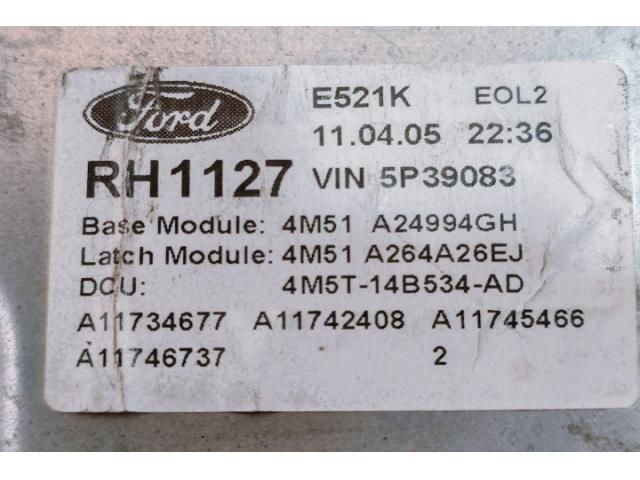 Ford E521K EOL2
11.04.05 22:36
RH1127 VIN 5P39083
Base Module: 4M51 A24994GH
Latch Module: 4M51 A264A26EJ
DCU: 4M5T-14B534-AD
A11734677 A11742408 A11745466
A11746737 2